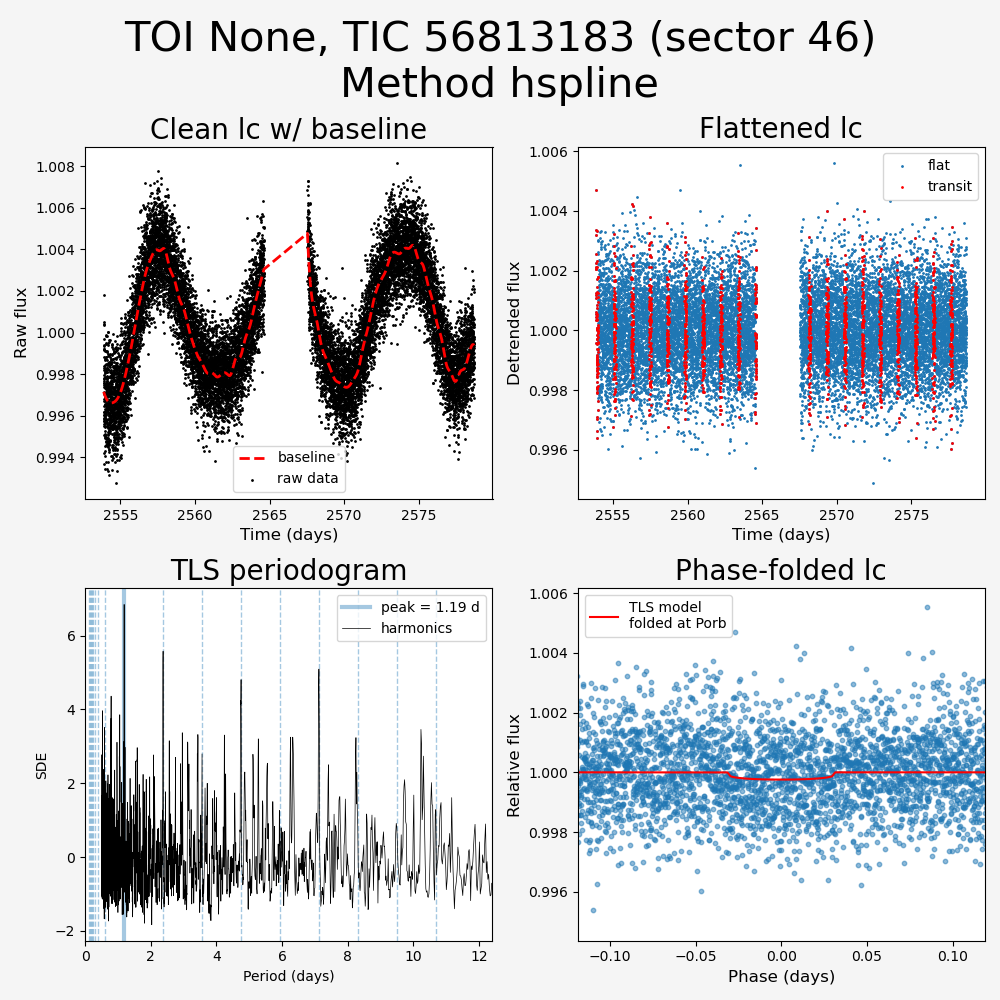 TOI None, TIC 56813183 (sector 46)
Method hspline
Clean lc w/ baseline
Flattened lc
1.008
1.006
1.004
1.002
1.000
0.998
0.996
0.994
Raw flux
baseline
raw data
2555
2560
2565
2570
2575
Time (days)
1.006
1.004
1.002
1.000
0.998
0.996
Detrended flux
flat
transit
2555
2560
2565
2570
2575
Time (days)
TLS periodogram
Phase-folded lc
6
4
2
0
−2
SDE
peak = 1.19 d
harmonics
0
2
4
6
8
10
12
Period (days)
1.006
1.004
1.002
1.000
0.998
0.996
Relative flux
TLS model
folded at Porb
−0.10
−0.05
0.00
0.05
0.10
Phase (days)